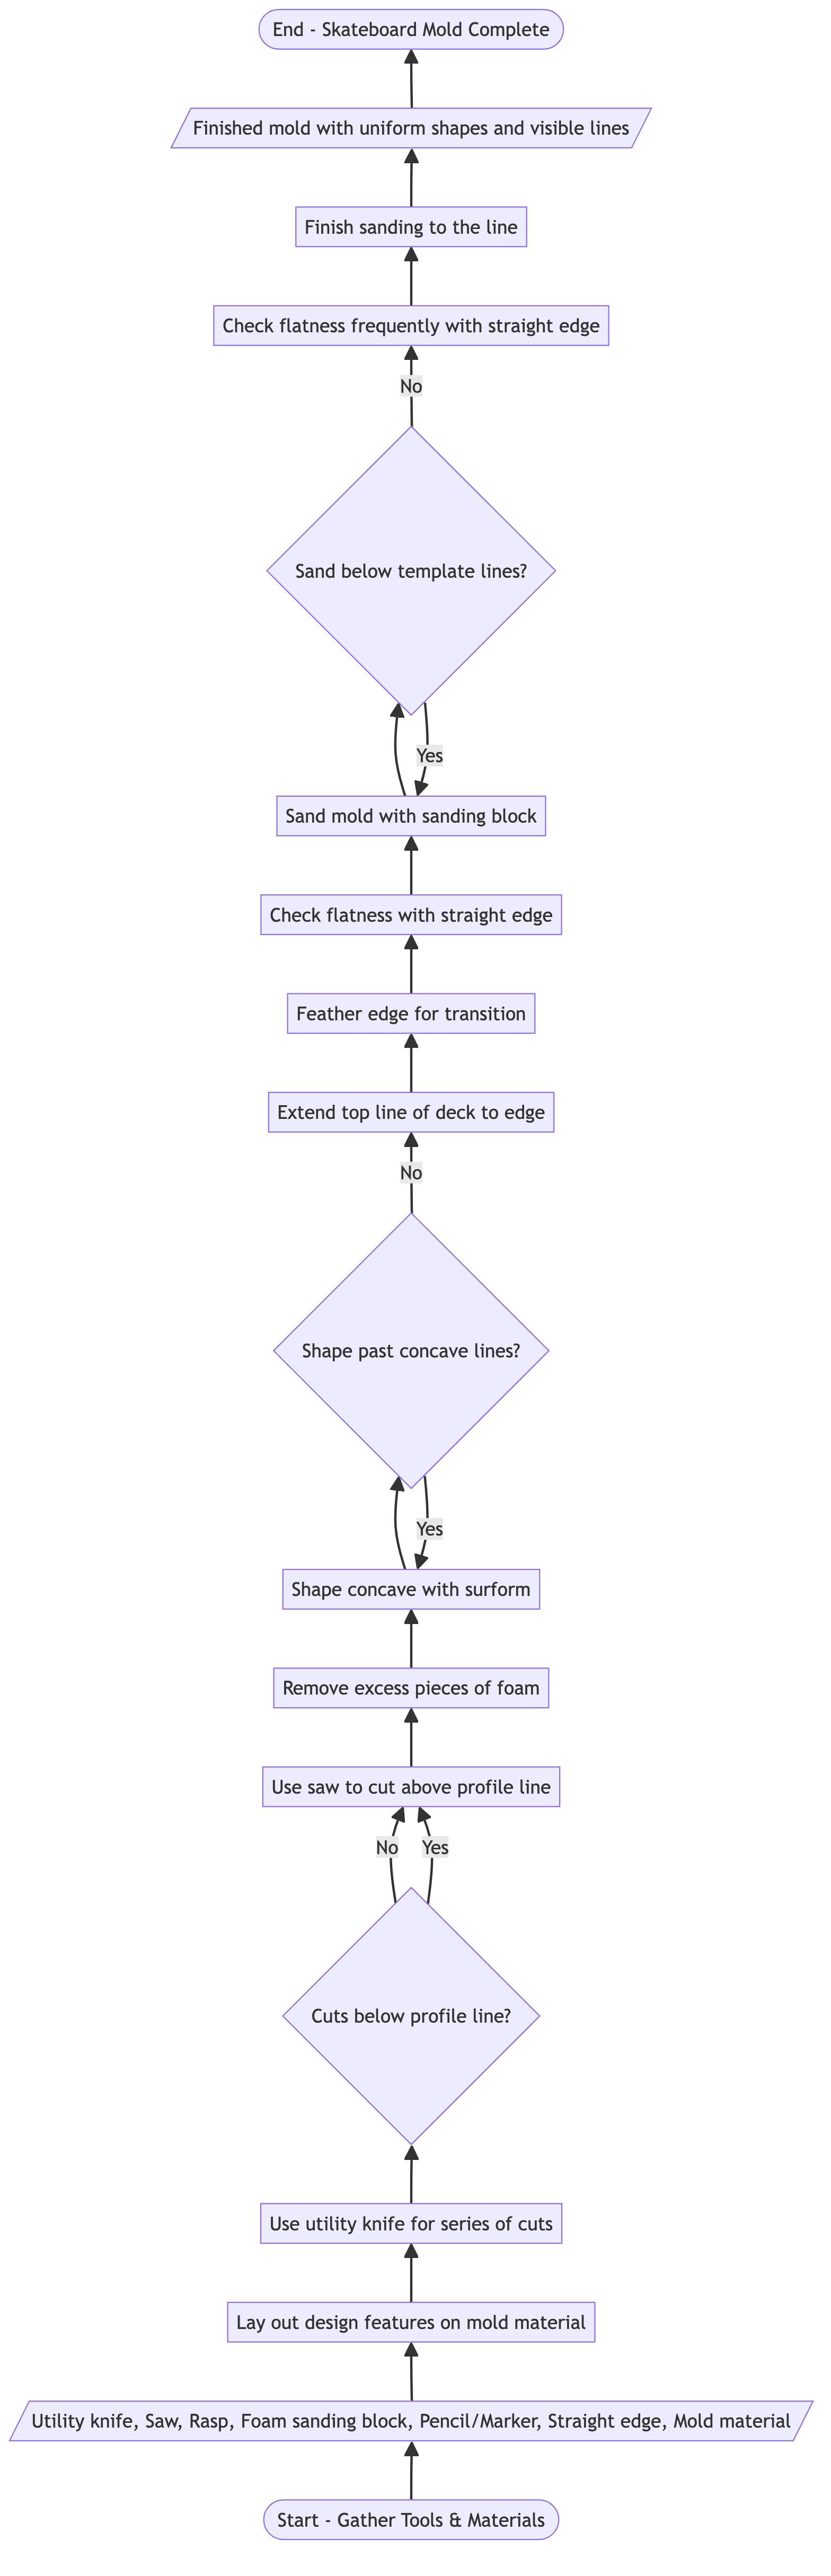 End - Skateboard Mold Complete
Finished mold with uniform shapes and visible lines
Finish sanding to the line
Check flatness frequently with straight edge
No
Sand below template lines?
Yes
Sand mold with sanding block
Check flatness with straight edge
Feather edge for transition
Extend top line of deck to edge
No
Shape past concave lines?
Yes
Shape concave with surform
Remove excess pieces of foam
Use saw to cut above profile line
No
Yes
Cuts below profile line?
Use utility knife for series of cuts
Lay out design features on mold material
Utility knife, Saw, Rasp, Foam sanding block, Pencil/Marker, Straight edge, Mold material
Start - Gather Tools & Materials